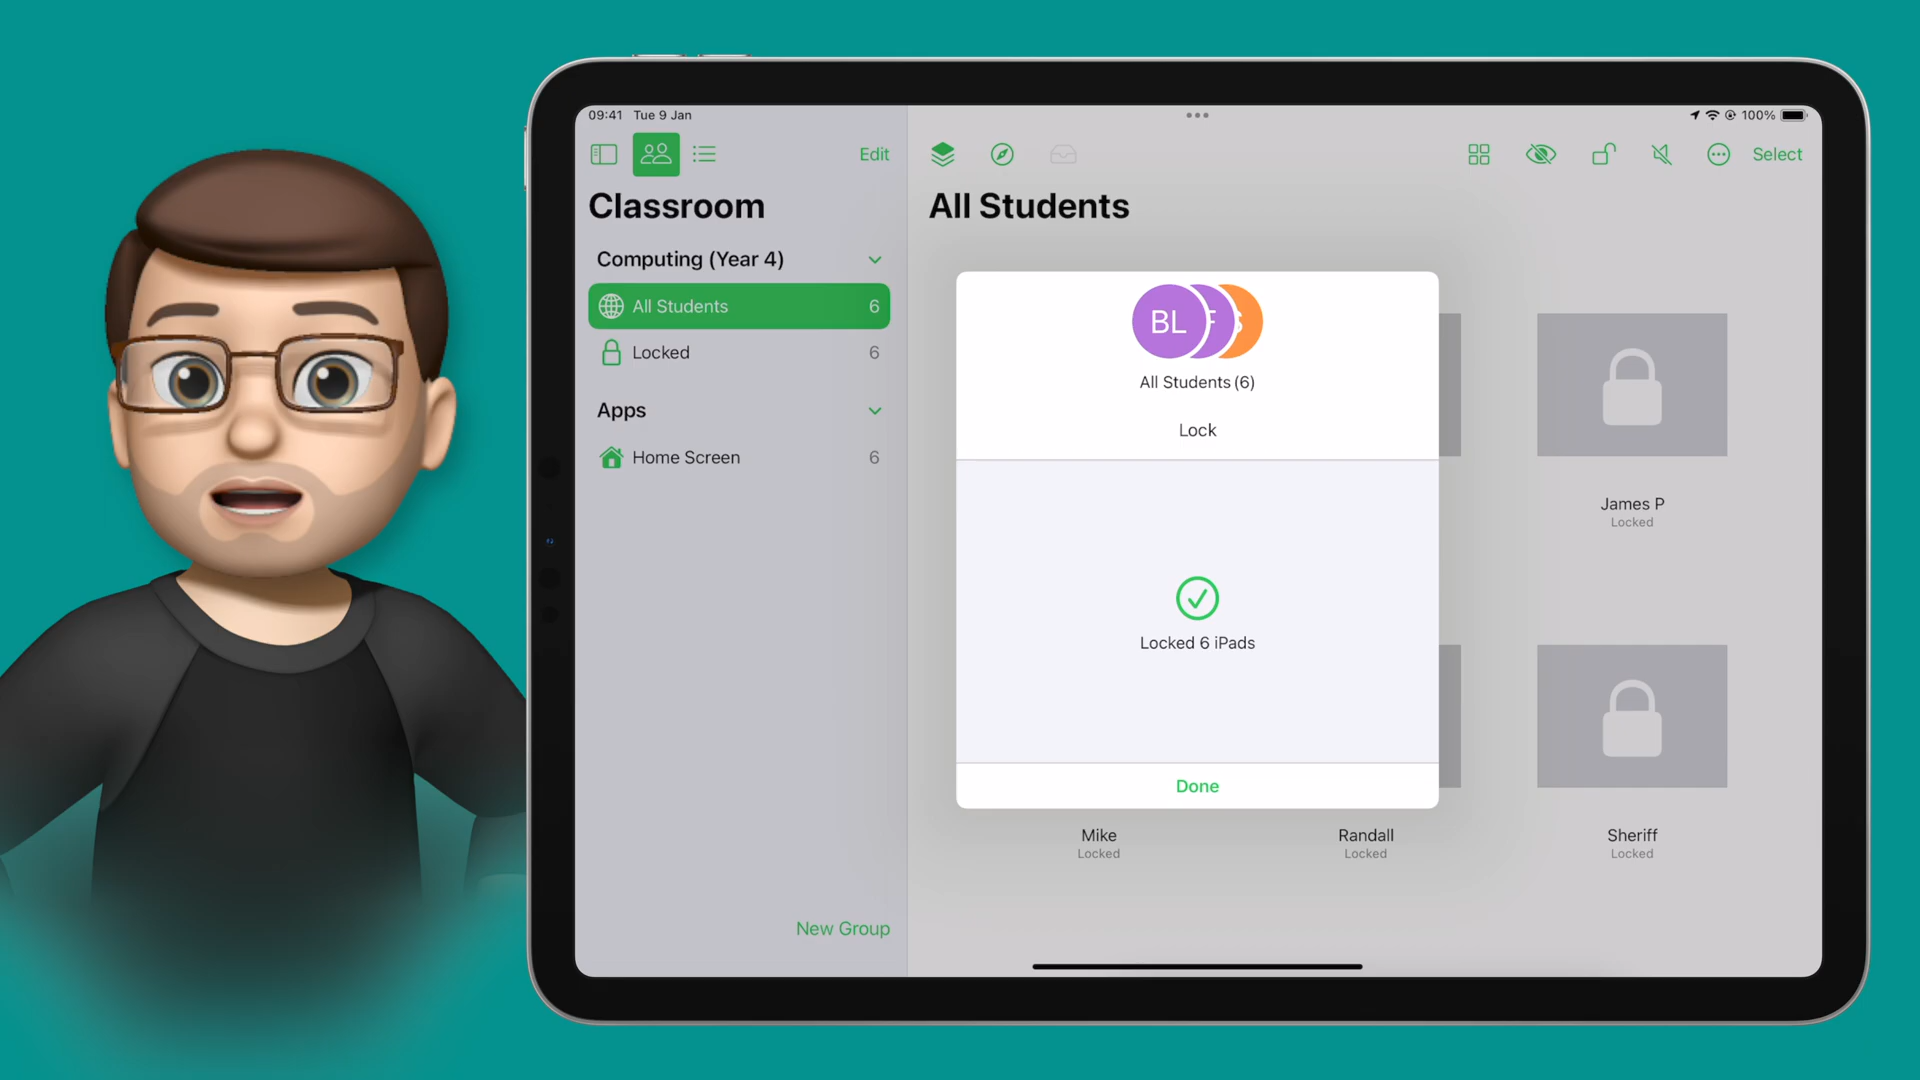 09:41 Tue 9 Jan
100%
Edit
Select
Classroom
Computing (Year 4)
All Students 6
Locked 6
Apps
Home Screen 6
New Group
All Students
BL
All Students (6)
Lock
Locked 6 iPads
Done
James P
Locked
Mike
Locked
Randall
Locked
Sheriff
Locked